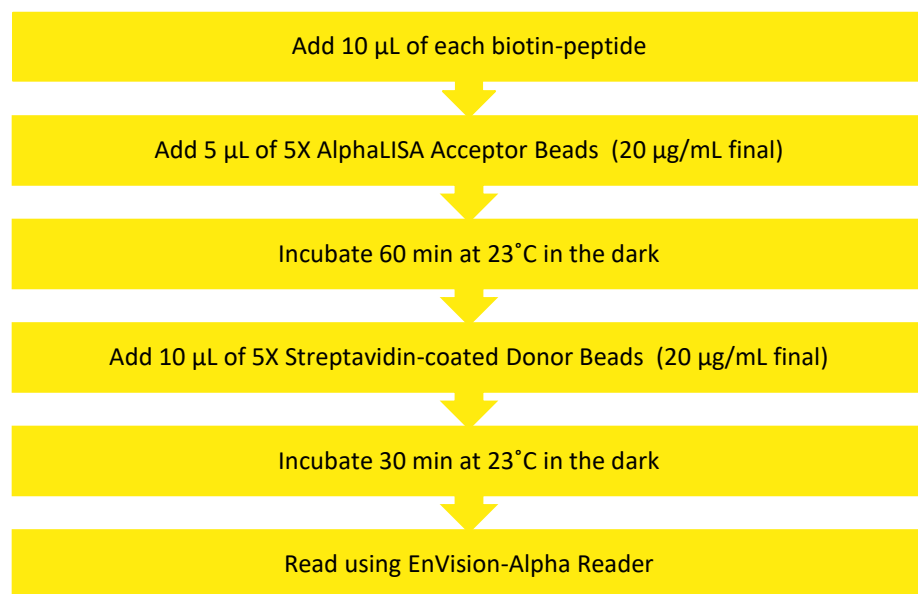 Add 10 µL of each biotin-peptide
Add 5 µL of 5X AlphaLISA Acceptor Beads  (20 µg/mL final)
Incubate 60 min at 23˚C in the dark
Add 10 µL of 5X Streptavidin-coated Donor Beads  (20 µg/mL final)
Incubate 30 min at 23˚C in the dark
Read using EnVision-Alpha Reader